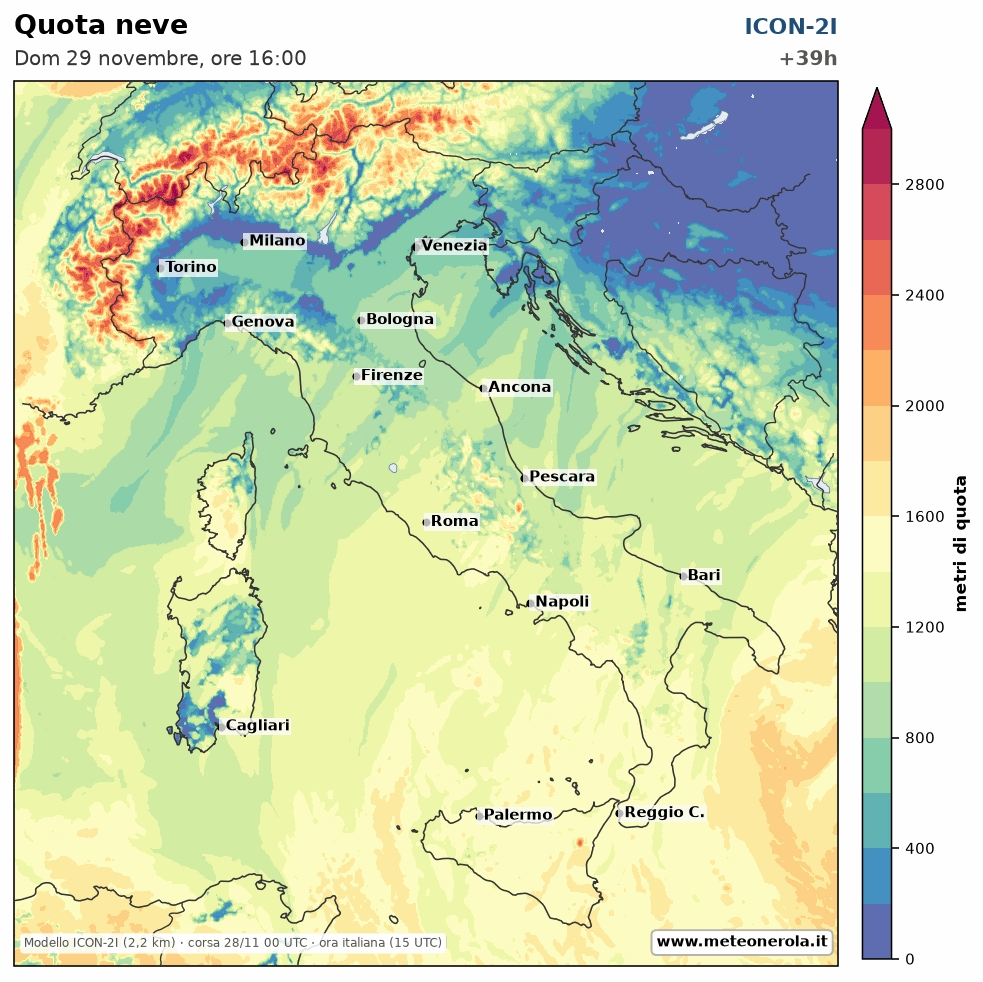 Quota neve
ICON-2I
Dom 29 novembre, ore 16:00
+39h
Milano
Venezia
Torino
Genova
Bologna
Firenze
Ancona
Pescara
Roma
Bari
Napoli
Cagliari
Palermo
Reggio C.
2800
2400
2000
1600
1200
800
400
0
metri di quota
Modello ICON-2I (2,2 km) · corsa 28/11 00 UTC · ora italiana (15 UTC)
www.meteonerola.it